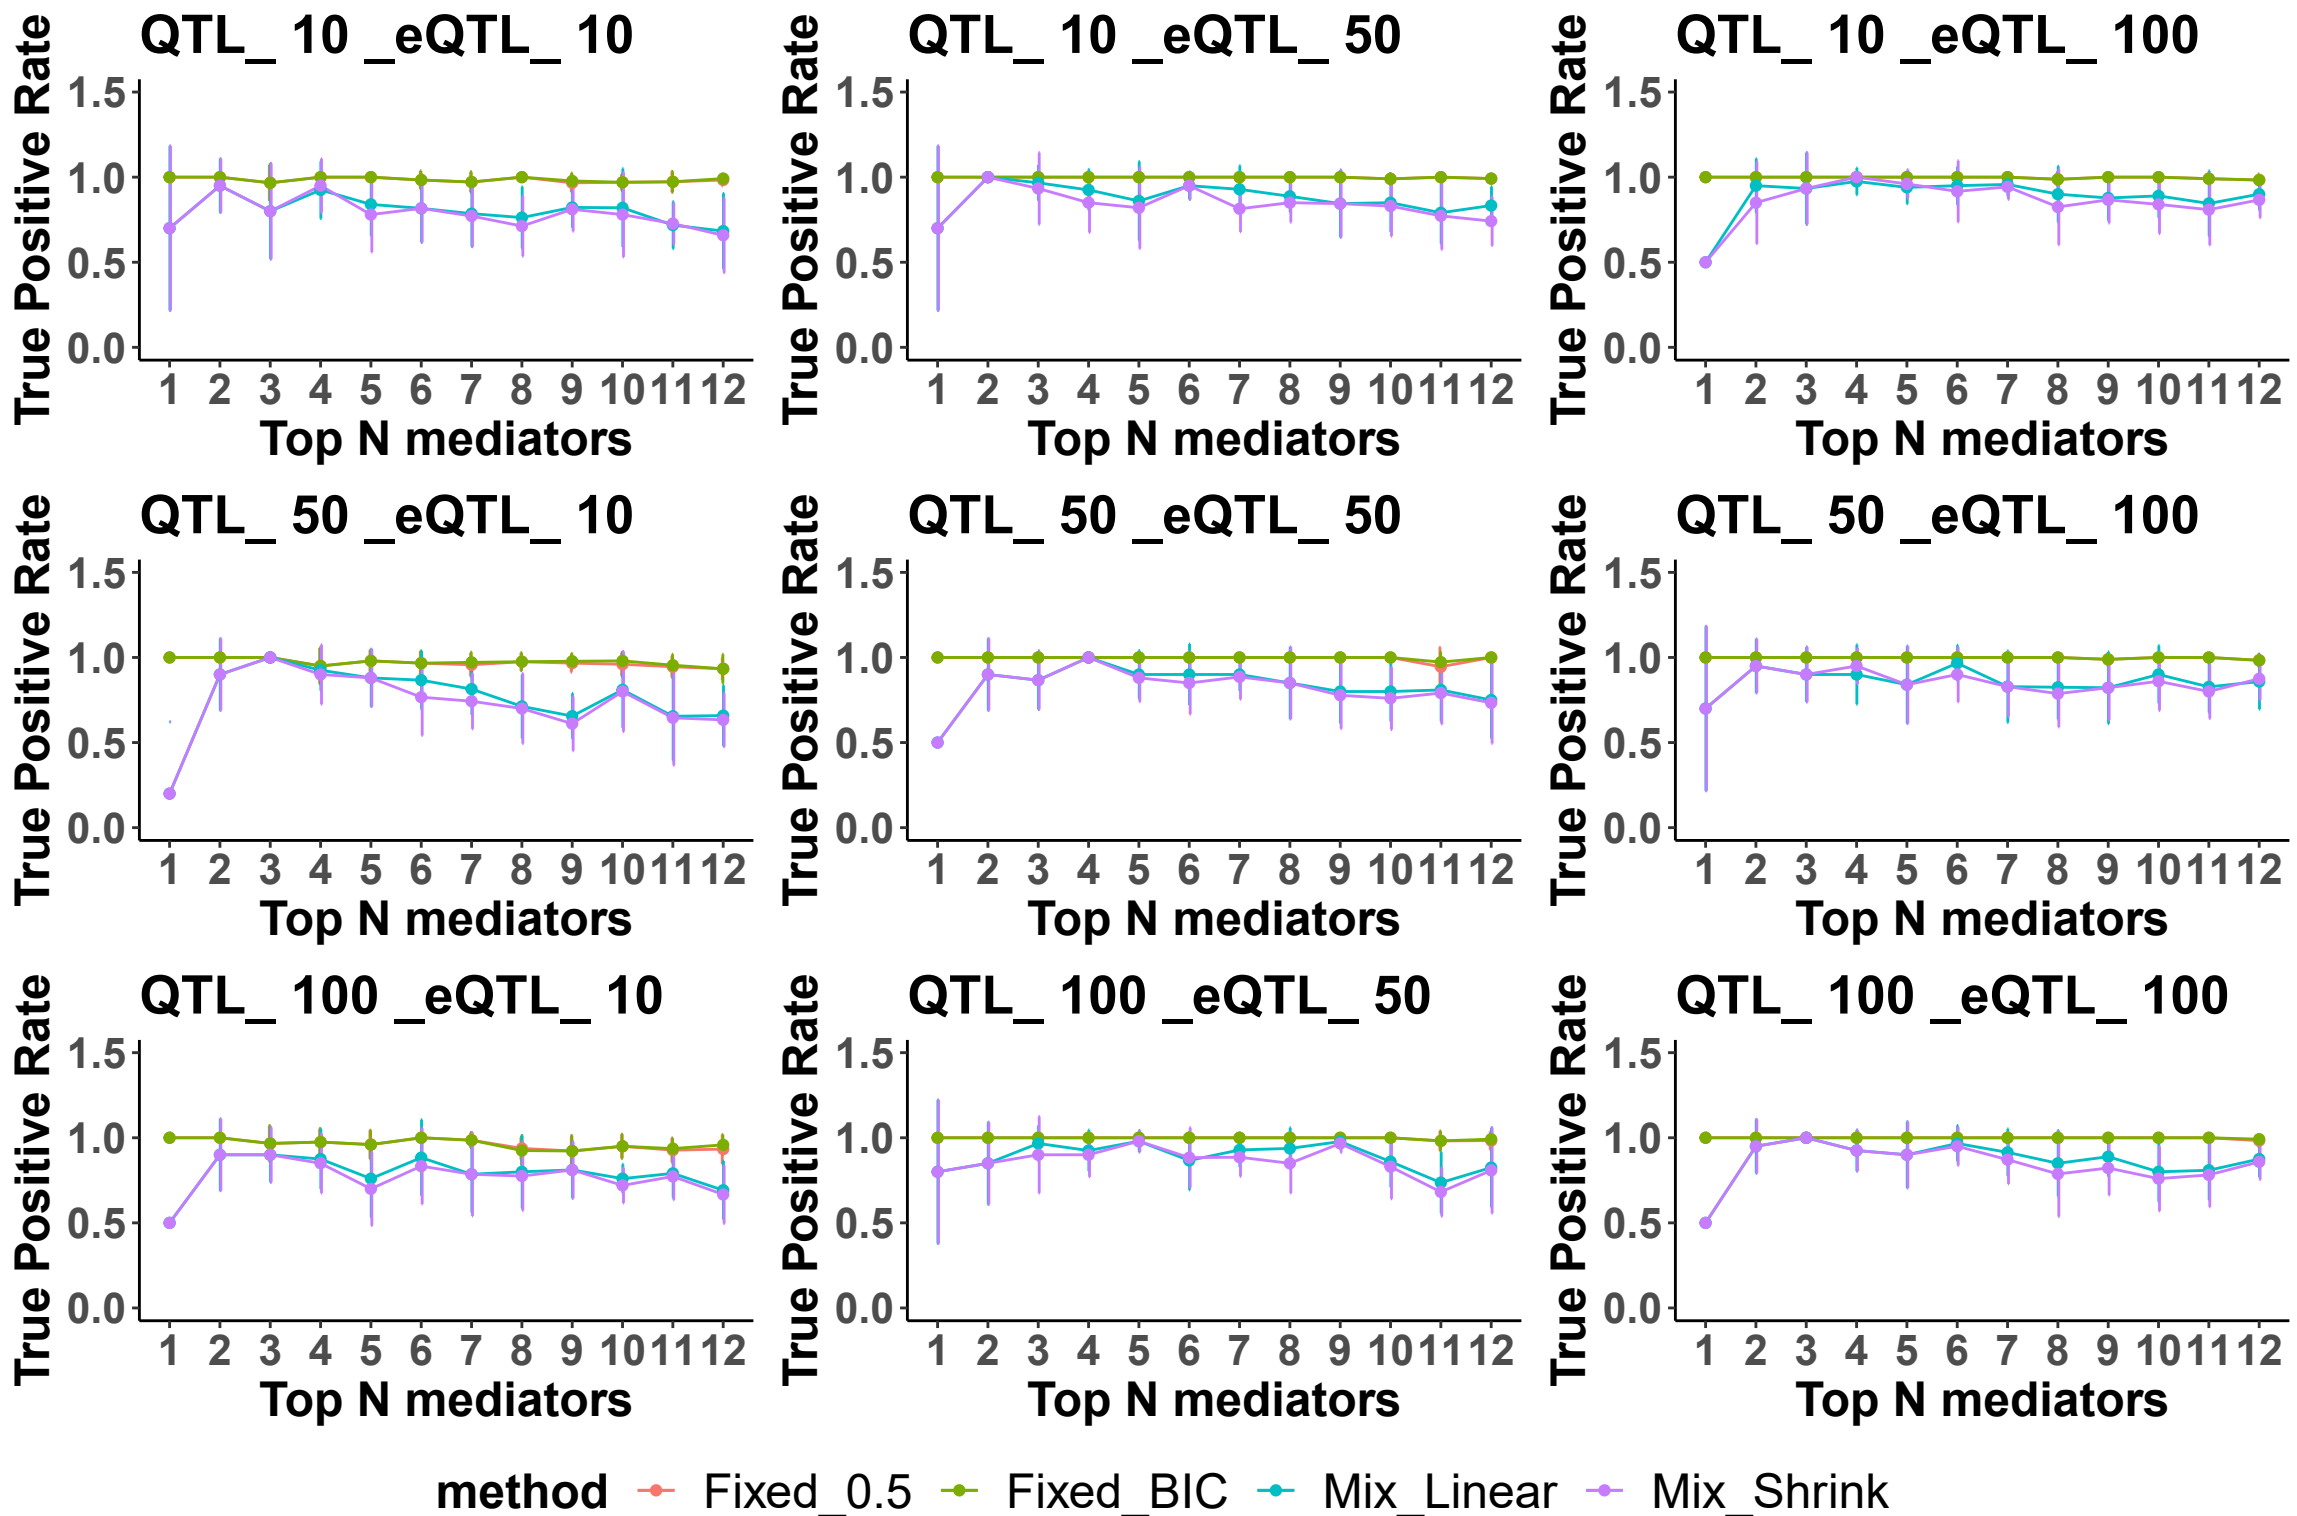 QTL_ 10 _eQTL_ 10
True Positive Rate
1.5
1.0
0.5
0.0
1 2 3 4 5 6 7 8 9 10 11 12
Top N mediators
QTL_ 10 _eQTL_ 50
True Positive Rate
1.5
1.0
0.5
0.0
1 2 3 4 5 6 7 8 9 10 11 12
Top N mediators
QTL_ 10 _eQTL_ 100
True Positive Rate
1.5
1.0
0.5
0.0
1 2 3 4 5 6 7 8 9 10 11 12
Top N mediators
QTL_ 50 _eQTL_ 10
True Positive Rate
1.5
1.0
0.5
0.0
1 2 3 4 5 6 7 8 9 10 11 12
Top N mediators
QTL_ 50 _eQTL_ 50
True Positive Rate
1.5
1.0
0.5
0.0
1 2 3 4 5 6 7 8 9 10 11 12
Top N mediators
QTL_ 50 _eQTL_ 100
True Positive Rate
1.5
1.0
0.5
0.0
1 2 3 4 5 6 7 8 9 10 11 12
Top N mediators
QTL_ 100 _eQTL_ 10
True Positive Rate
1.5
1.0
0.5
0.0
1 2 3 4 5 6 7 8 9 10 11 12
Top N mediators
QTL_ 100 _eQTL_ 50
True Positive Rate
1.5
1.0
0.5
0.0
1 2 3 4 5 6 7 8 9 10 11 12
Top N mediators
QTL_ 100 _eQTL_ 100
True Positive Rate
1.5
1.0
0.5
0.0
1 2 3 4 5 6 7 8 9 10 11 12
Top N mediators
method Fixed_0.5 Fixed_BIC Mix_Linear Mix_Shrink